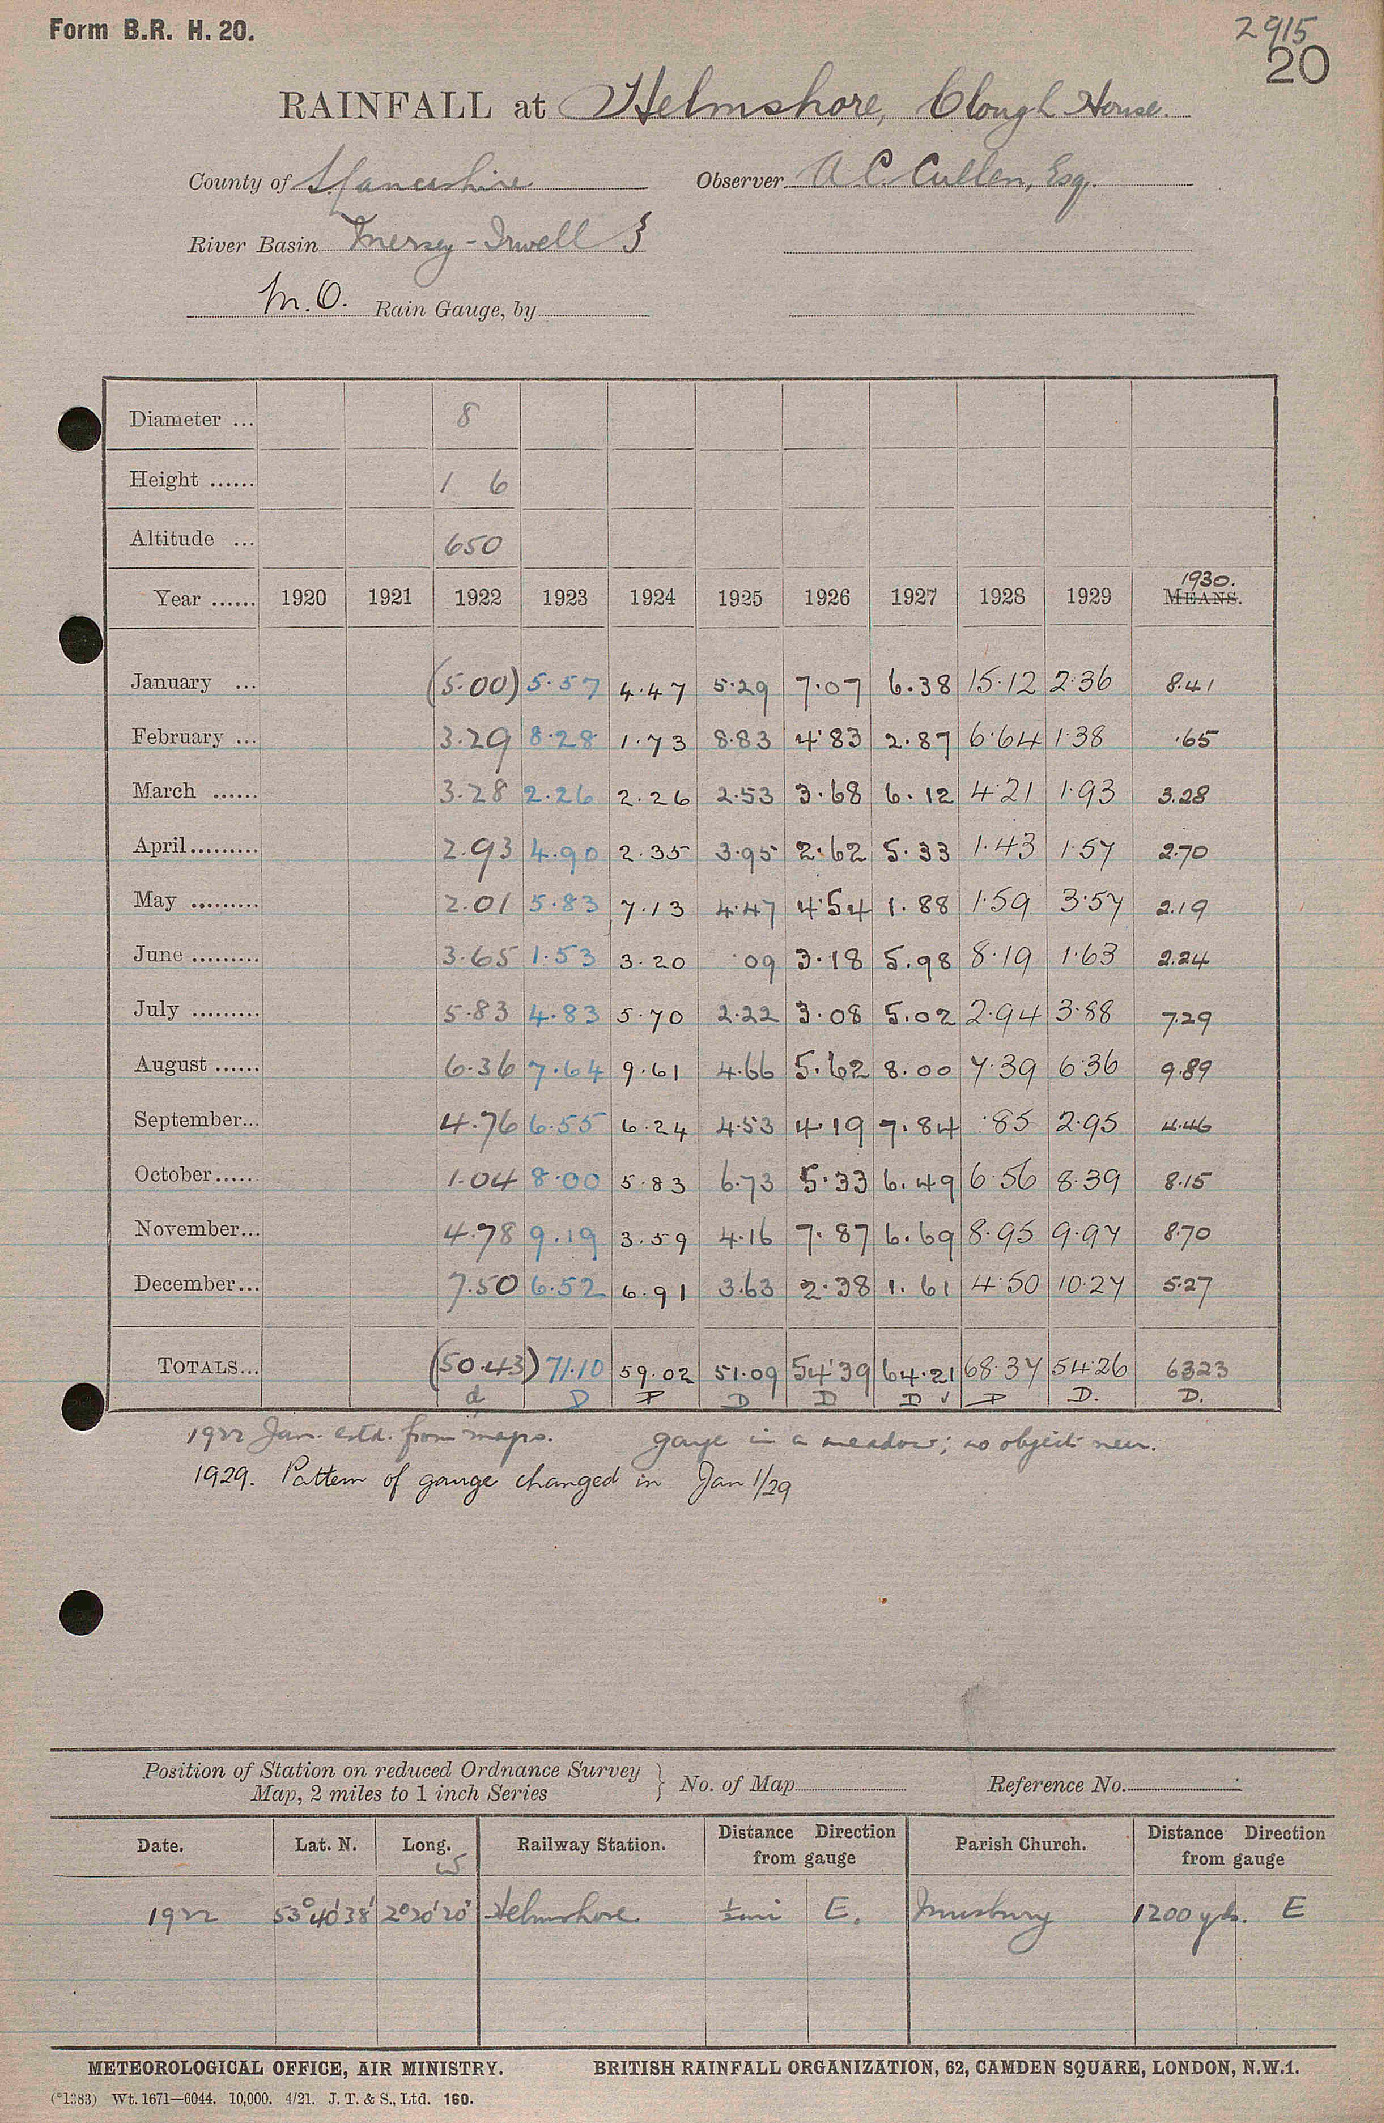 Form B.R. H. 20.
2915
20
RAINFALL at Helmshore, Clough House.
County of Lancashire Observer A. C. Cullen, Esq.
River Basin Mersey - Irwell }
M.O. Rain Gauge, by
Diameter ... 8
Height ...... 1 6
Altitude ... 650
1930.
Year ...... 1920 1921 1922 1923 1924 1925 1926 1927 1928 1929 MEANS.
January ... (5.00) 5.57 4.47 5.29 7.07 6.38 15.12 2.36 8.41
February ... 3.29 8.28 1.73 8.83 4.83 2.87 6.64 1.38 .65
March ...... 3.28 2.26 2.26 2.53 3.68 6.12 4.21 1.93 3.28
April ......... 2.93 4.90 2.35 3.95 2.62 5.33 1.43 1.57 2.70
May ......... 2.01 5.83 7.13 4.47 4.54 1.88 1.59 3.57 2.19
June ......... 3.65 1.53 3.20 .09 3.18 5.98 8.19 1.63 2.24
July ......... 5.83 4.83 5.70 2.22 3.08 5.02 2.94 3.88 7.29
August ...... 6.36 7.64 9.61 4.66 5.62 8.00 7.39 6.36 9.89
September... 4.76 6.55 6.24 4.53 4.19 7.84 .85 2.95 4.46
October...... 1.04 8.00 5.83 6.73 5.33 6.49 6.56 8.39 8.15
November... 4.78 9.19 3.59 4.16 7.87 6.69 8.95 9.97 8.70
December... 7.50 6.52 6.91 3.63 2.38 1.61 4.50 10.27 5.27
TOTALS... (50.43) 71.10 59.02 51.09 54.39 64.21 68.37 54.26 63.23
d D D D D D ✓ D D. D.
1922 Jan. estd. from maps. gauge in a meadow; no object near.
1929. Pattern of gauge changed in Jan 1/29
Position of Station on reduced Ordnance Survey
Map, 2 miles to 1 inch Series } No. of Map Reference No.
Date. Lat. N. Long. W Railway Station. Distance Direction from gauge Parish Church. Distance Direction from gauge
1922 53° 40' 38" 2° 20' 20" Helmshore ½ mi E. Musbury 1200 yds. E
METEOROLOGICAL OFFICE, AIR MINISTRY. BRITISH RAINFALL ORGANIZATION, 62, CAMDEN SQUARE, LONDON, N.W.1.
(*1383) Wt. 1671—6044. 10,000. 4/21. J. T. & S., Ltd. 160.